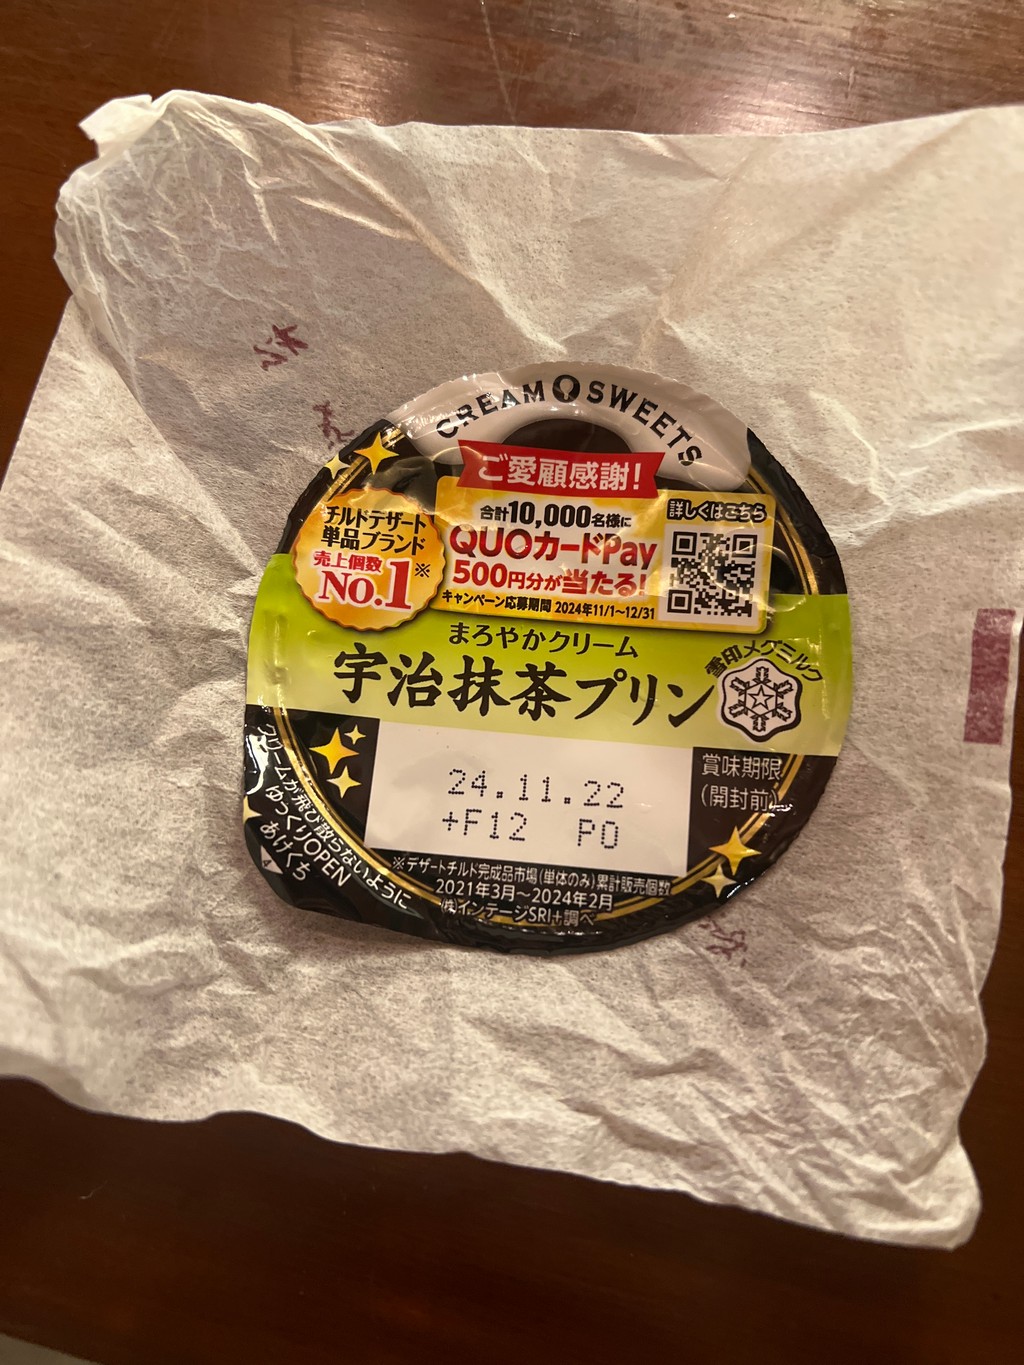 CREAM SWEETS
ご愛顧感謝!
チルドデザート
単品ブランド
売上個数
No.1※
合計10,000名様に
QUOカードPay
500円分が当たる!
キャンペーン応募期間 2024年11/1~12/31
詳しくはこちら
まろやかクリーム
宇治抹茶プリン
雪印メグミルク
24.11.22
+F12 PO
賞味期限
(開封前)
※デザートチルド完成品市場(単体のみ)累計販売個数
2021年3月~2024年2月
(株)インテージSRI+調べ
クリームが飛び散らないように
ゆっくりOPEN
あけくち